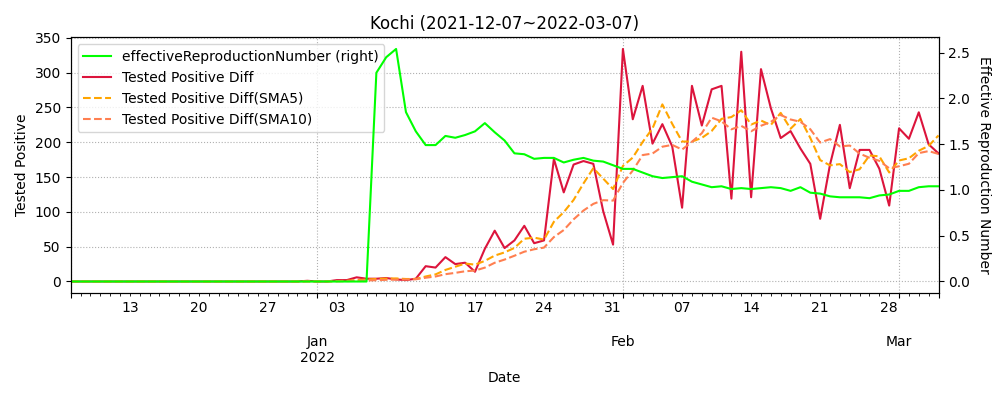 Kochi (2021-12-07~2022-03-07)
effectiveReproductionNumber (right)
Tested Positive Diff
Tested Positive Diff(SMA5)
Tested Positive Diff(SMA10)
Tested Positive
350
300
250
200
150
100
50
0
Effective Reproduction Number
2.5
2.0
1.5
1.0
0.5
0.0
13 20 27 03 10 17 24 31 07 14 21 28
Jan Feb Mar
2022
Date